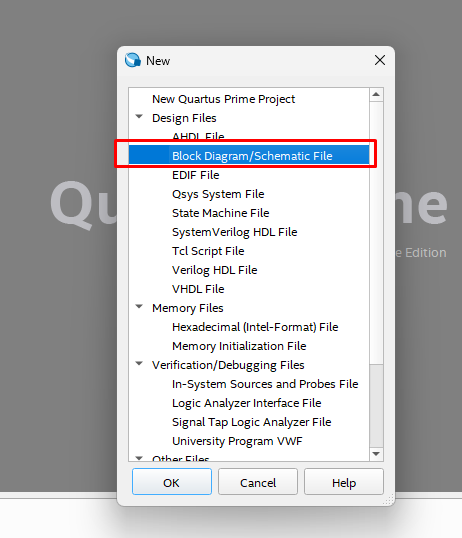 New
New Quartus Prime Project
Design Files
AHDL File
Block Diagram/Schematic File
EDIF File
Qsys System File
State Machine File
SystemVerilog HDL File
Tcl Script File
Verilog HDL File
VHDL File
Memory Files
Hexadecimal (Intel-Format) File
Memory Initialization File
Verification/Debugging Files
In-System Sources and Probes File
Logic Analyzer Interface File
Signal Tap Logic Analyzer File
University Program VWF
Other Files
OK
Cancel
Help
Qu
ne
e Edition